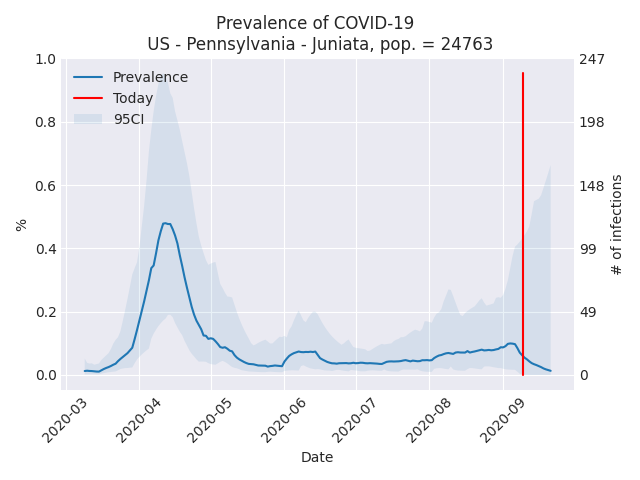 Prevalence of COVID-19
US - Pennsylvania - Juniata, pop. = 24763
Prevalence
Today
95CI
1.0
0.8
0.6
0.4
0.2
0.0
%
247
198
148
99
49
0
# of infections
2020-03
2020-04
2020-05
2020-06
2020-07
2020-08
2020-09
Date